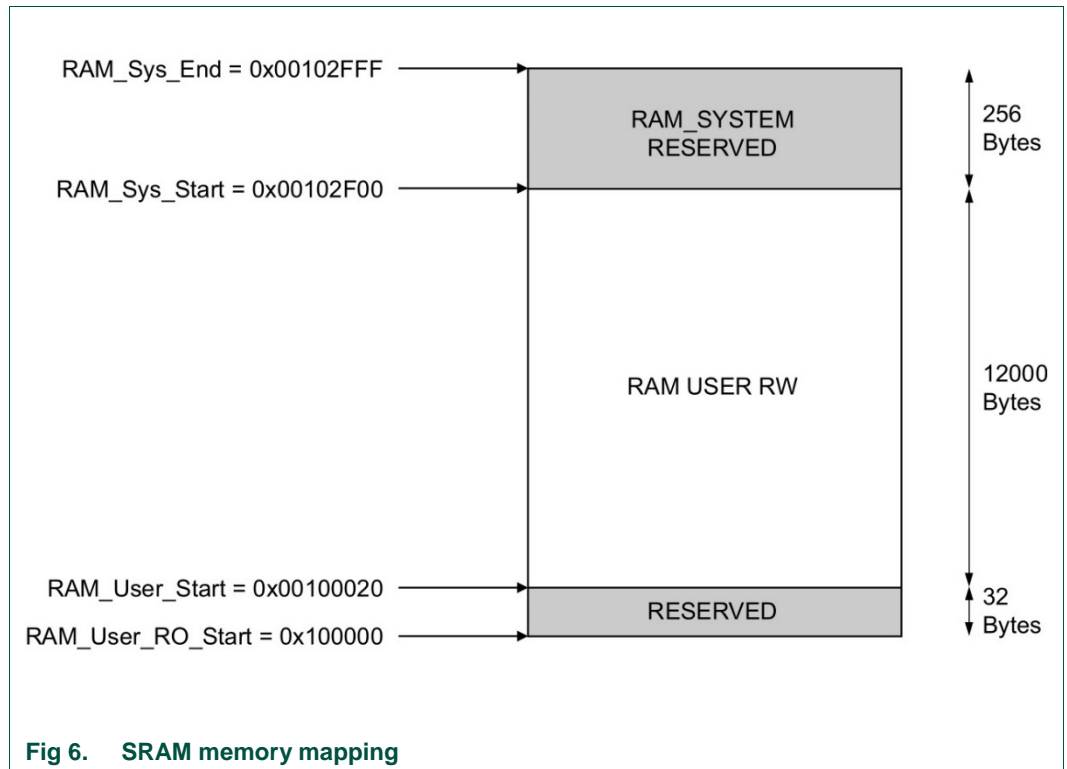 RAM_Sys_End = 0x00102FFF
RAM_SYSTEM
RESERVED
256
Bytes
RAM_Sys_Start = 0x00102F00
RAM USER RW
12000
Bytes
RAM_User_Start = 0x00100020
RESERVED
32
Bytes
RAM_User_RO_Start = 0x100000
Fig 6. SRAM memory mapping